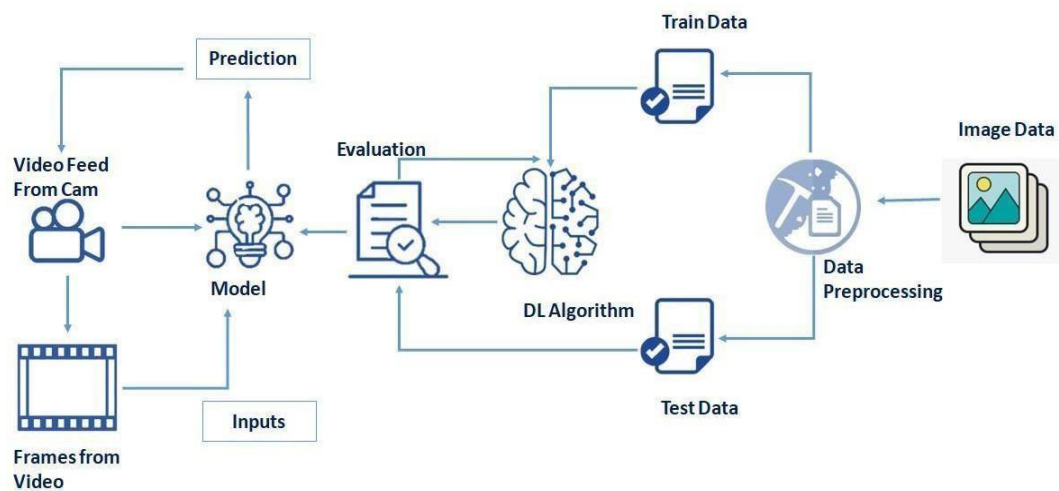 Train Data
Prediction
Image Data
Evaluation
Video Feed
From Cam
Model
Data
Preprocessing
DL Algorithm
Inputs
Test Data
Frames from
Video